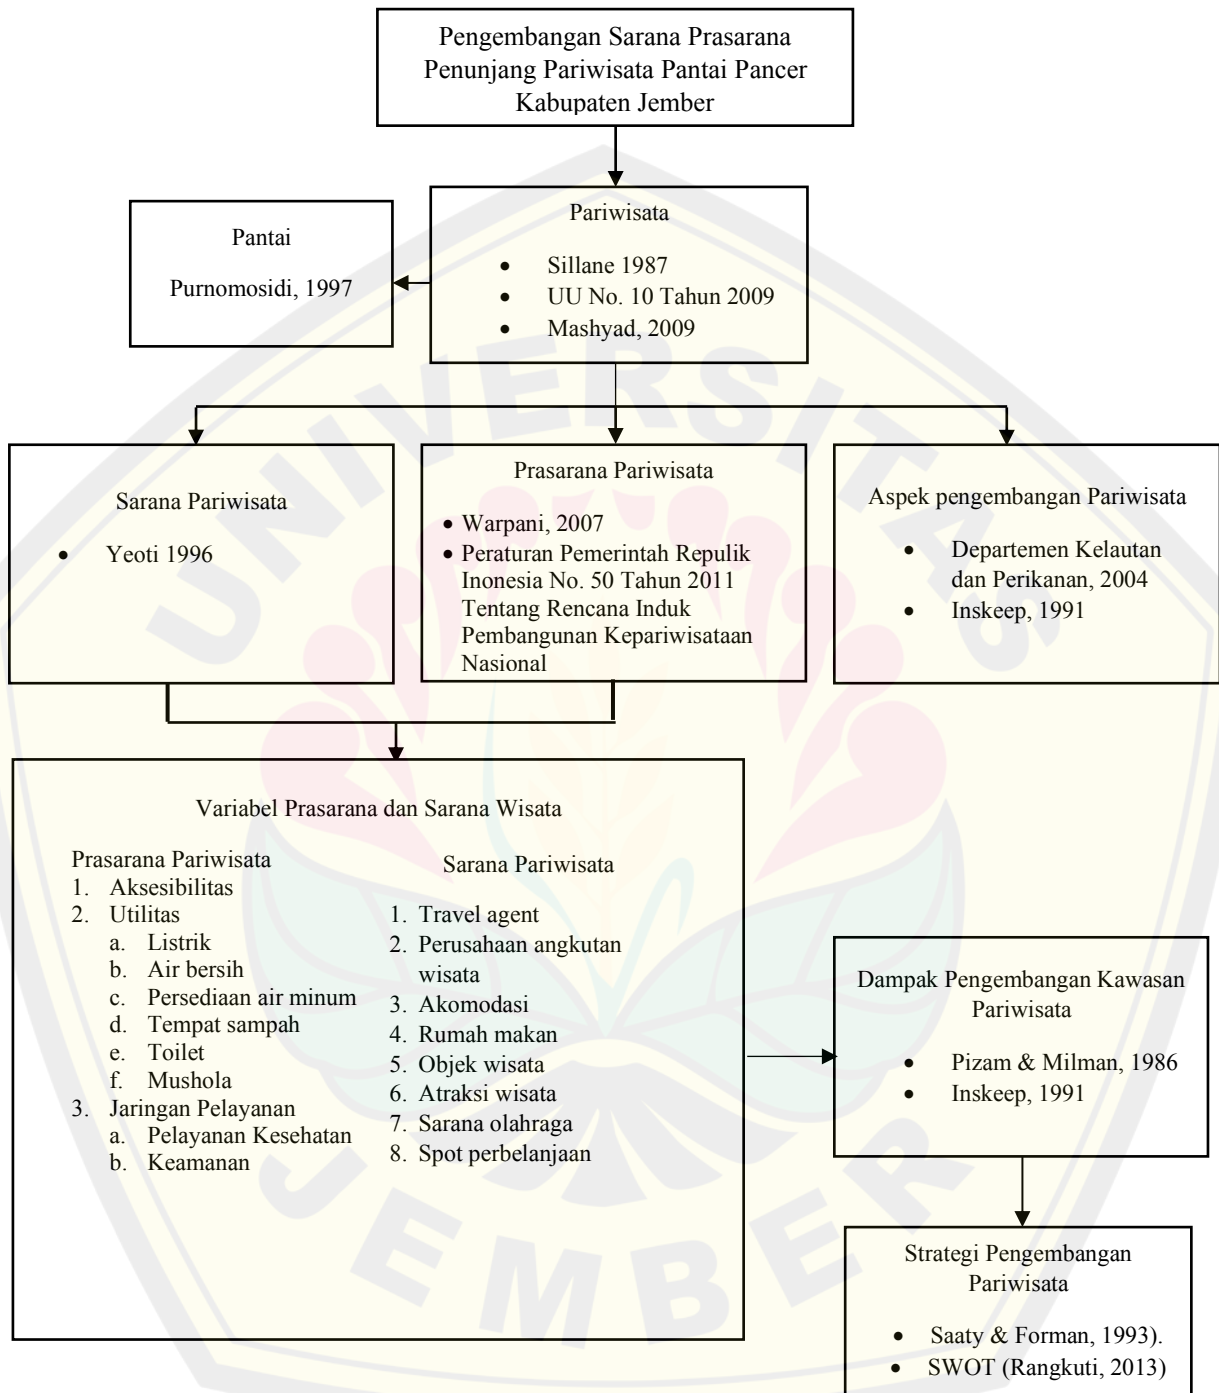 Pengembangan Sarana Prasarana
Penunjang Pariwisata Pantai Pancer
Kabupaten Jember
Pantai
Purnomosidi, 1997
Pariwisata
• Sillane 1987
• UU No. 10 Tahun 2009
• Mashyad, 2009
Sarana Pariwisata
• Yeoti 1996
Prasarana Pariwisata
• Warpani, 2007
• Peraturan Pemerintah Repulik
Inonesia No. 50 Tahun 2011
Tentang Rencana Induk
Pembangunan Kepariwisataan
Nasional
Aspek pengembangan Pariwisata
• Departemen Kelautan
dan Perikanan, 2004
• Inskeep, 1991
Variabel Prasarana dan Sarana Wisata
Prasarana Pariwisata
1. Aksesibilitas
2. Utilitas
a. Listrik
b. Air bersih
c. Persediaan air minum
d. Tempat sampah
e. Toilet
f. Mushola
3. Jaringan Pelayanan
a. Pelayanan Kesehatan
b. Keamanan
Sarana Pariwisata
1. Travel agent
2. Perusahaan angkutan
wisata
3. Akomodasi
4. Rumah makan
5. Objek wisata
6. Atraksi wisata
7. Sarana olahraga
8. Spot perbelanjaan
Dampak Pengembangan Kawasan
Pariwisata
• Pizam & Milman, 1986
• Inskeep, 1991
Strategi Pengembangan
Pariwisata
• Saaty & Forman, 1993).
• SWOT (Rangkuti, 2013)
UNIVERSITAS
JEMBER